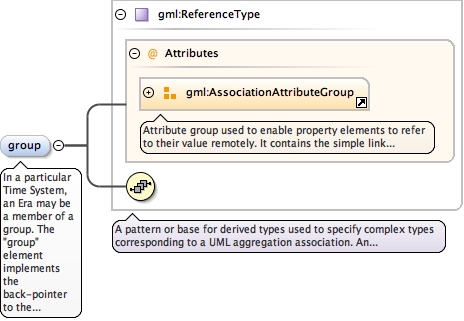 gml:ReferenceType
@ Attributes
gml:AssociationAttributeGroup
Attribute group used to enable property elements to refer
to their value remotely. It contains the simple link...
group
In a particular
Time System,
an Era may be
a member of a
group. The
"group"
element
implements
the
back-pointer
to the...
A pattern or base for derived types used to specify complex types
corresponding to a UML aggregation association. An...